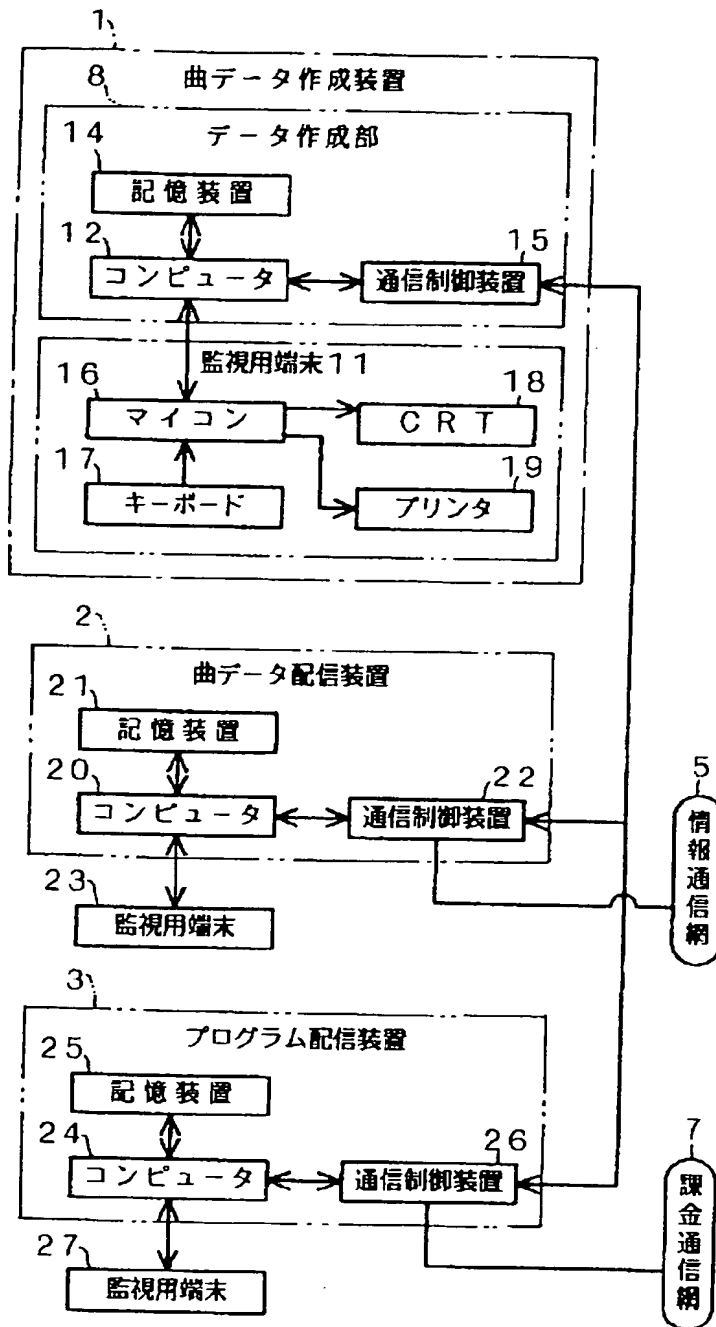 1
曲データ作成装置
8
データ作成部
14
記憶装置
12
コンピュータ
15
通信制御装置
監視用端末11
16
マイコン
18
CRT
17
キーボード
19
プリンタ
2
曲データ配信装置
21
記憶装置
20
コンピュータ
22
通信制御装置
23
監視用端末
5
情報通信網
3
プログラム配信装置
25
記憶装置
24
コンピュータ
26
通信制御装置
27
監視用端末
7
課金通信網